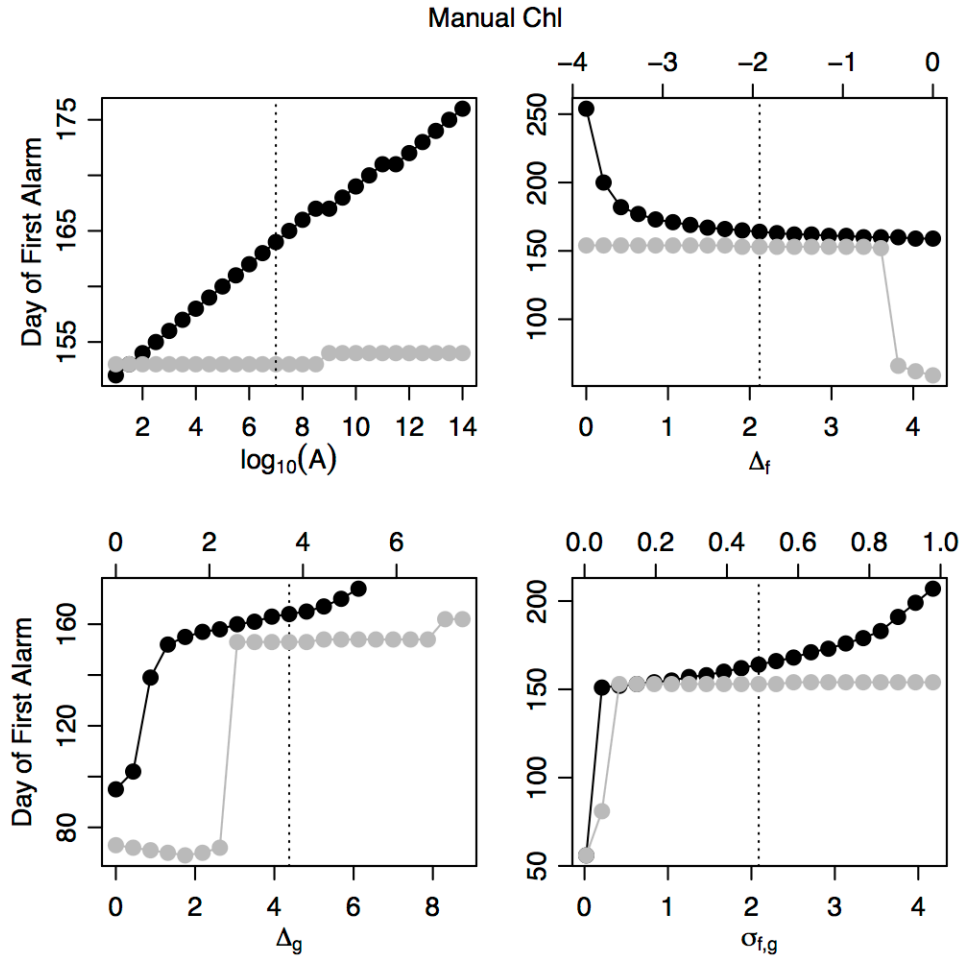 Manual Chl
Day of First Alarm
155 165 175
2 4 6 8 10 12 14
log₁₀(A)
−4 −3 −2 −1 0
100 150 200 250
0 1 2 3 4
Δf
0 2 4 6
Day of First Alarm
80 120 160
0 2 4 6 8
Δg
0.0 0.2 0.4 0.6 0.8 1.0
50 100 150 200
0 1 2 3 4
σf,g